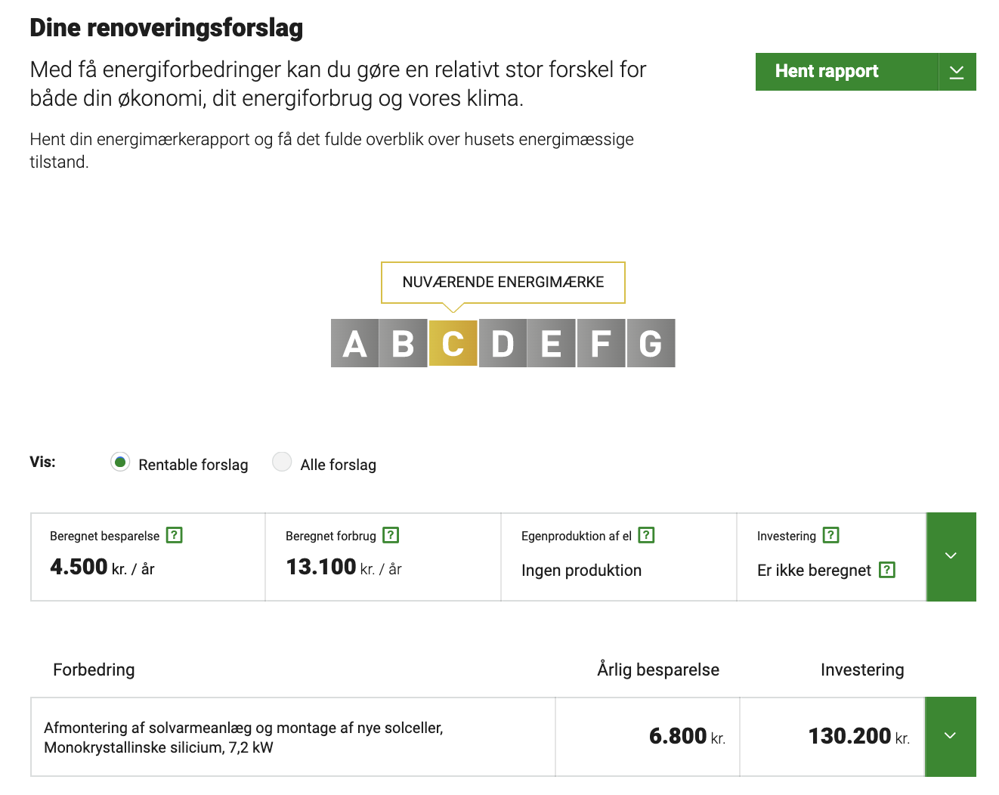 Dine renoveringsforslag
Med få energiforbedringer kan du gøre en relativt stor forskel for
både din økonomi, dit energiforbrug og vores klima.
Hent rapport
Hent din energimærkerapport og få det fulde overblik over husets energimæssige
tilstand.
NUVÆRENDE ENERGIMÆRKE
A B C D E F G
Vis: Rentable forslag Alle forslag
Beregnet besparelse ? Beregnet forbrug ? Egenproduktion af el ? Investering ?
4.500 kr. / år 13.100 kr. / år Ingen produktion Er ikke beregnet ?
Forbedring Årlig besparelse Investering
Afmontering af solvarmeanlæg og montage af nye solceller,
Monokrystallinske silicium, 7,2 kW
6.800 kr. 130.200 kr.